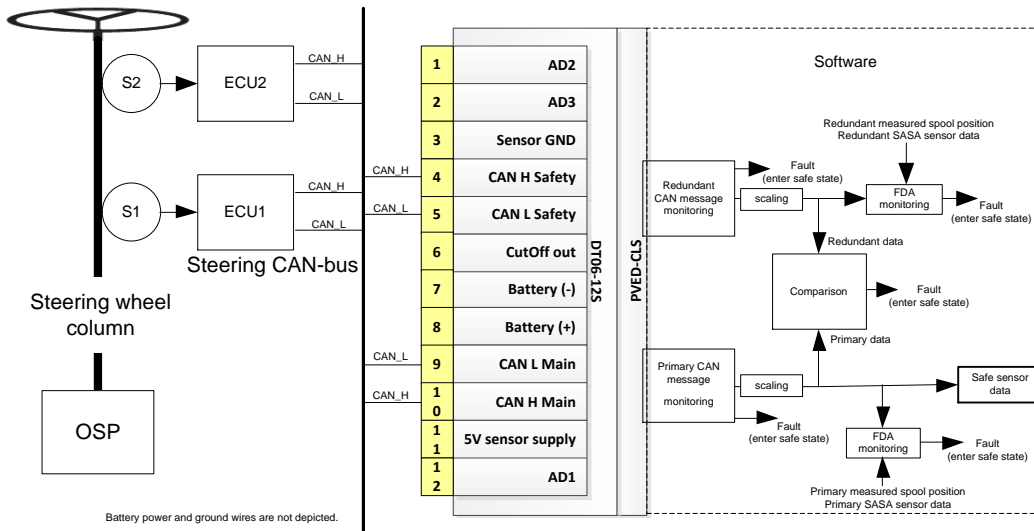 S2
ECU2
CAN_H
CAN_L
S1
ECU1
CAN_H
CAN_L
Steering CAN-bus
Steering wheel
column
OSP
Battery power and ground wires are not depicted.
CAN_H
CAN_L
CAN_L
CAN_H
1 AD2
2 AD3
3 Sensor GND
4 CAN H Safety
5 CAN L Safety
6 CutOff out
7 Battery (-)
8 Battery (+)
9 CAN L Main
10 CAN H Main
11 5V sensor supply
12 AD1
DT06-12S
PVED-CLS
Software
Redundant measured spool position
Redundant SASA sensor data
Redundant
CAN message
monitoring
Fault
(enter safe state)
scaling
FDA
monitoring
Fault
(enter safe state)
Redundant data
Comparison
Fault
(enter safe state)
Primary data
Primary CAN
message
monitoring
scaling
Fault
(enter safe state)
Safe sensor
data
FDA
monitoring
Fault
(enter safe state)
Primary measured spool position
Primary SASA sensor data